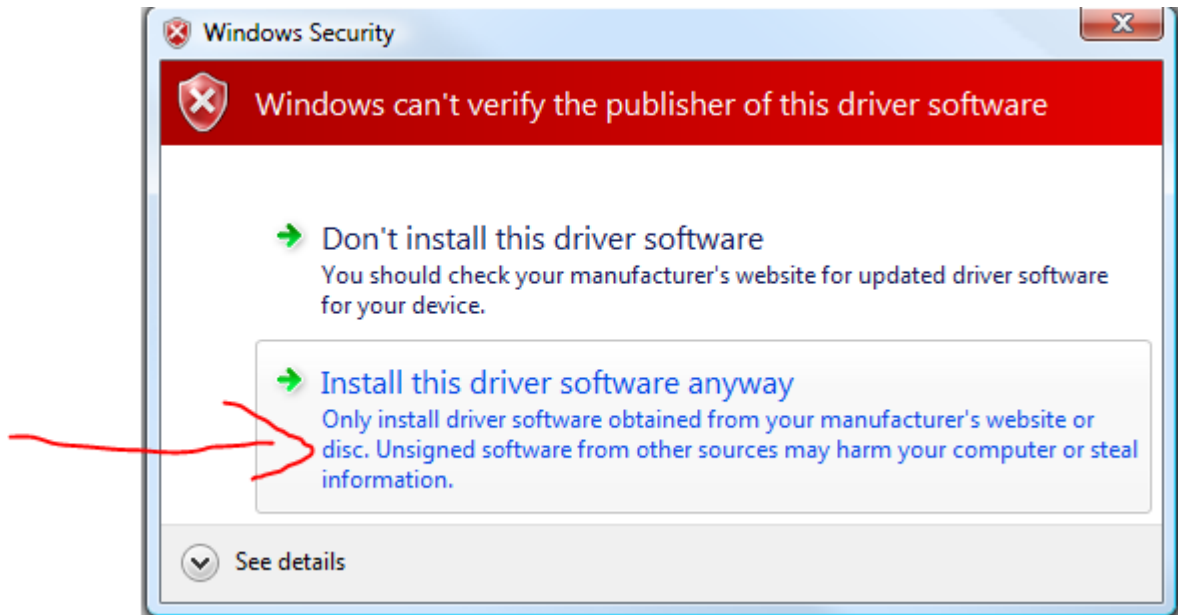 Windows Security
Windows can't verify the publisher of this driver software
Don't install this driver software
You should check your manufacturer's website for updated driver software
for your device.
Install this driver software anyway
Only install driver software obtained from your manufacturer's website or
disc. Unsigned software from other sources may harm your computer or steal
information.
See details